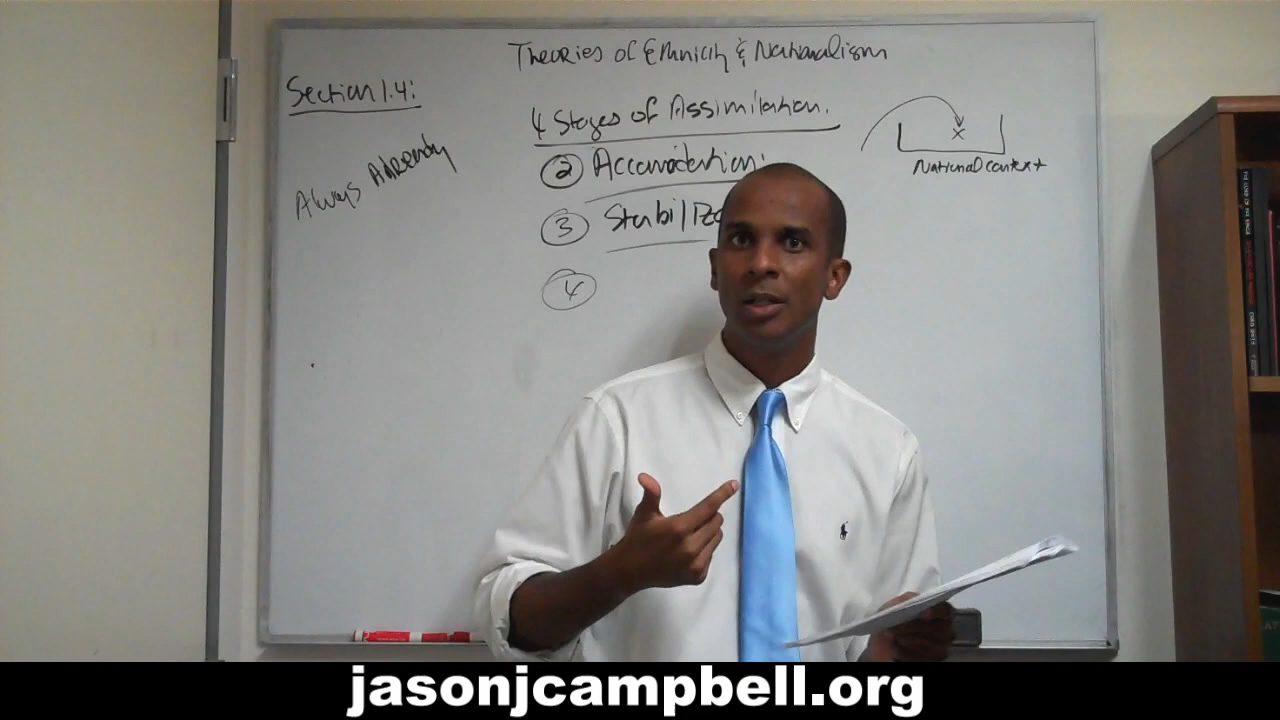 Theories of Ethnicity & Nationalism
Section 1.4:
4 Stages of Assimilation.
Always Already
② Accomodation:
③ Stabiliza
④
X
National context
jasonjcampbell.org